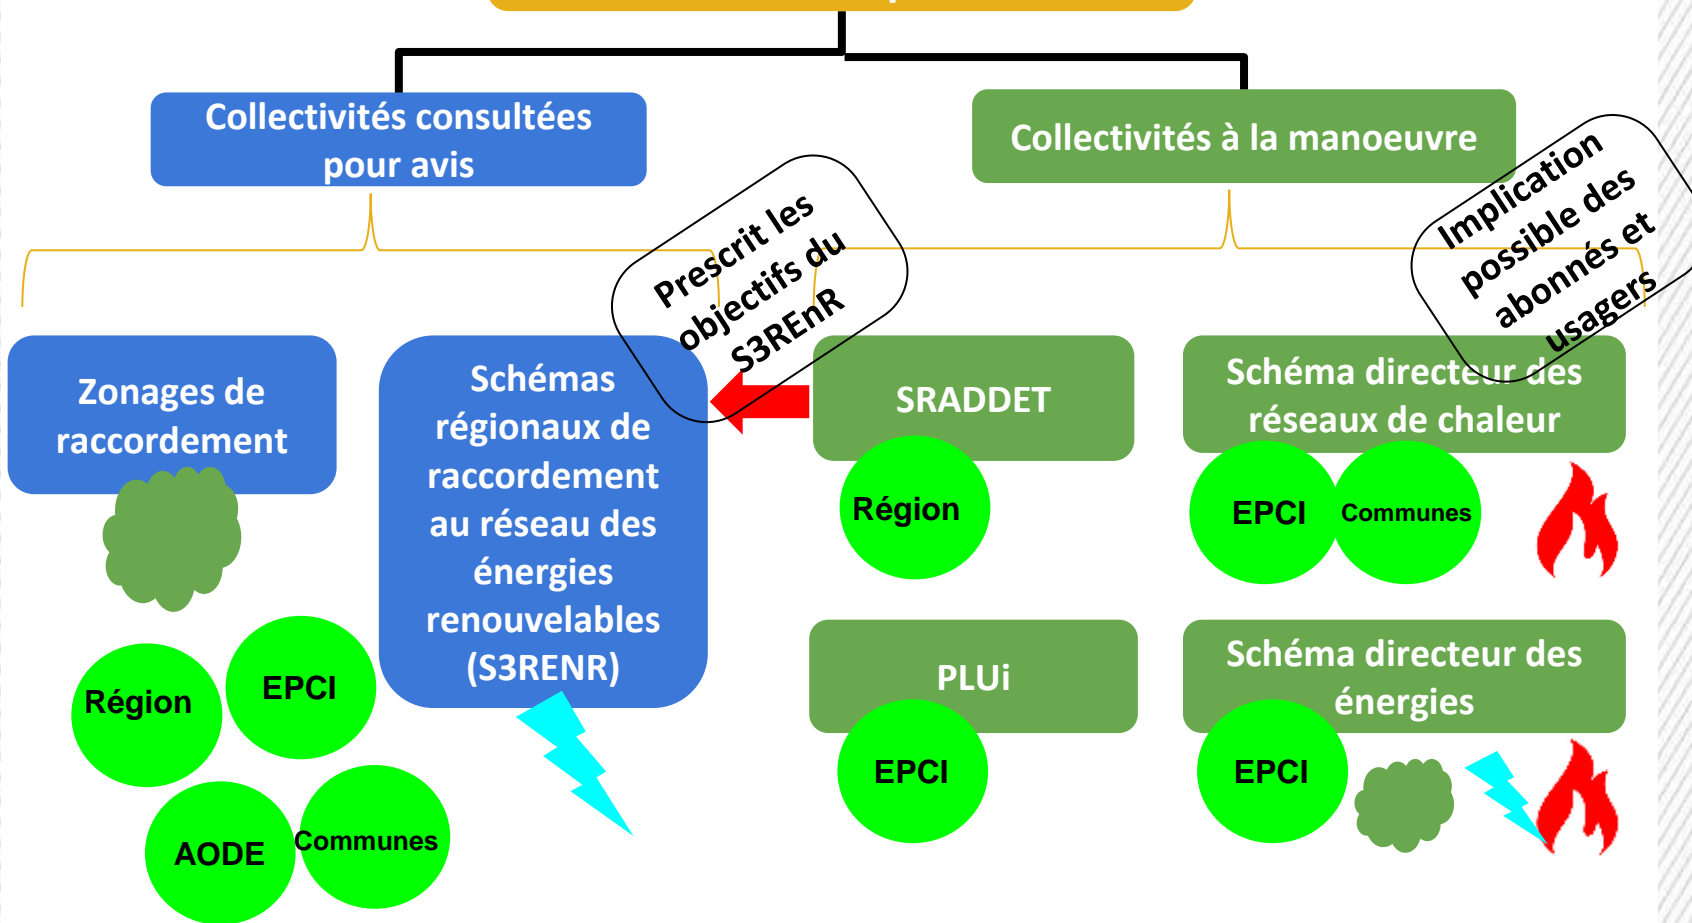 Collectivités consultées
pour avis
Collectivités à la manoeuvre
Prescrit les
objectifs du
S3REnR
Implication
possible des
abonnés et
usagers
Zonages de
raccordement
Schémas
régionaux de
raccordement
au réseau des
énergies
renouvelables
(S3RENR)
SRADDET
Schéma directeur des
réseaux de chaleur
Région
EPCI
Communes
Région
EPCI
AODE
Communes
PLUi
EPCI
Schéma directeur des
énergies
EPCI